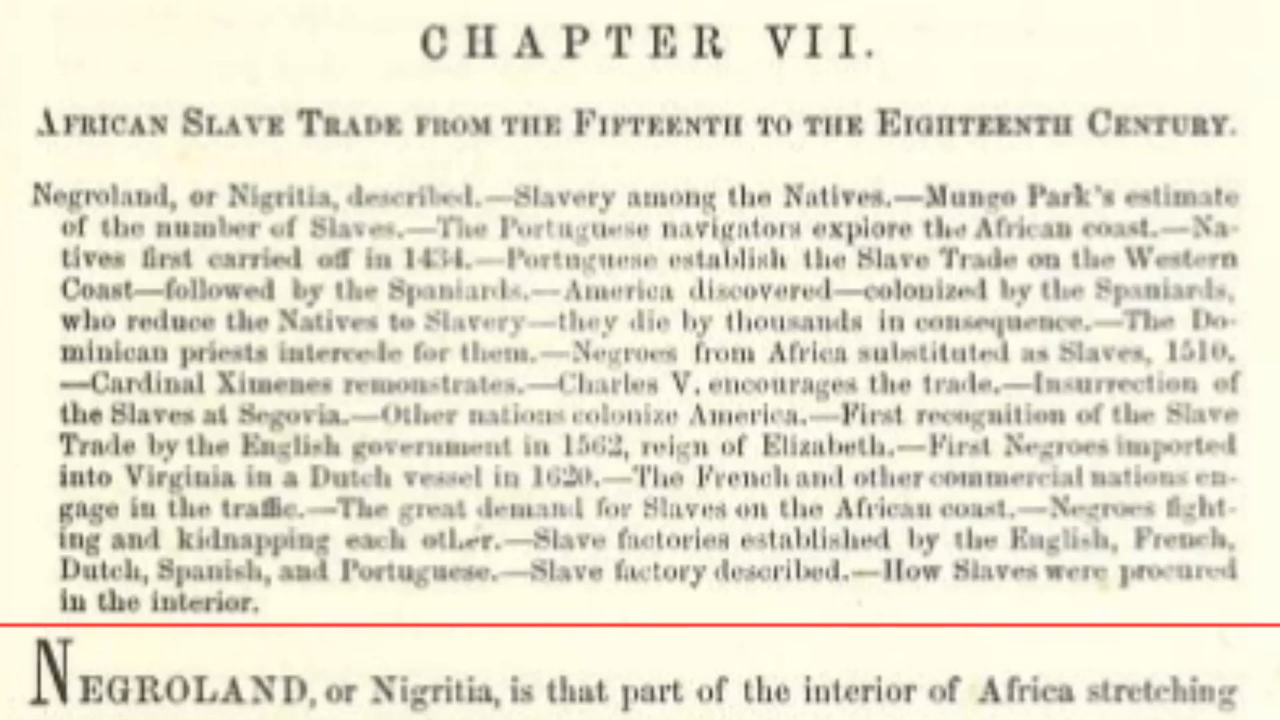 CHAPTER VII.
AFRICAN SLAVE TRADE FROM THE FIFTEENTH TO THE EIGHTEENTH CENTURY.
Negroland, or Nigritia, described.—Slavery among the Natives.—Mungo Park's estimate
of the number of Slaves.—The Portuguese navigators explore the African coast.—Na-
tives first carried off in 1434.—Portuguese establish the Slave Trade on the Western
Coast—followed by the Spaniards.—America discovered—colonized by the Spaniards,
who reduce the Natives to Slavery—they die by thousands in consequence.—The Do-
minican priests intercede for them.—Negroes from Africa substituted as Slaves, 1510.
—Cardinal Ximenes remonstrates.—Charles V. encourages the trade.—Insurrection of
the Slaves at Segovia.—Other nations colonize America.—First recognition of the Slave
Trade by the English government in 1562, reign of Elizabeth.—First Negroes imported
into Virginia in a Dutch vessel in 1620.—The French and other commercial nations en-
gage in the traffic.—The great demand for Slaves on the African coast.—Negroes fight-
ing and kidnapping each other.—Slave factories established by the English, French,
Dutch, Spanish, and Portuguese.—Slave factory described.—How Slaves were procured
in the interior.
NEGROLAND, or Nigritia, is that part of the interior of Africa stretching